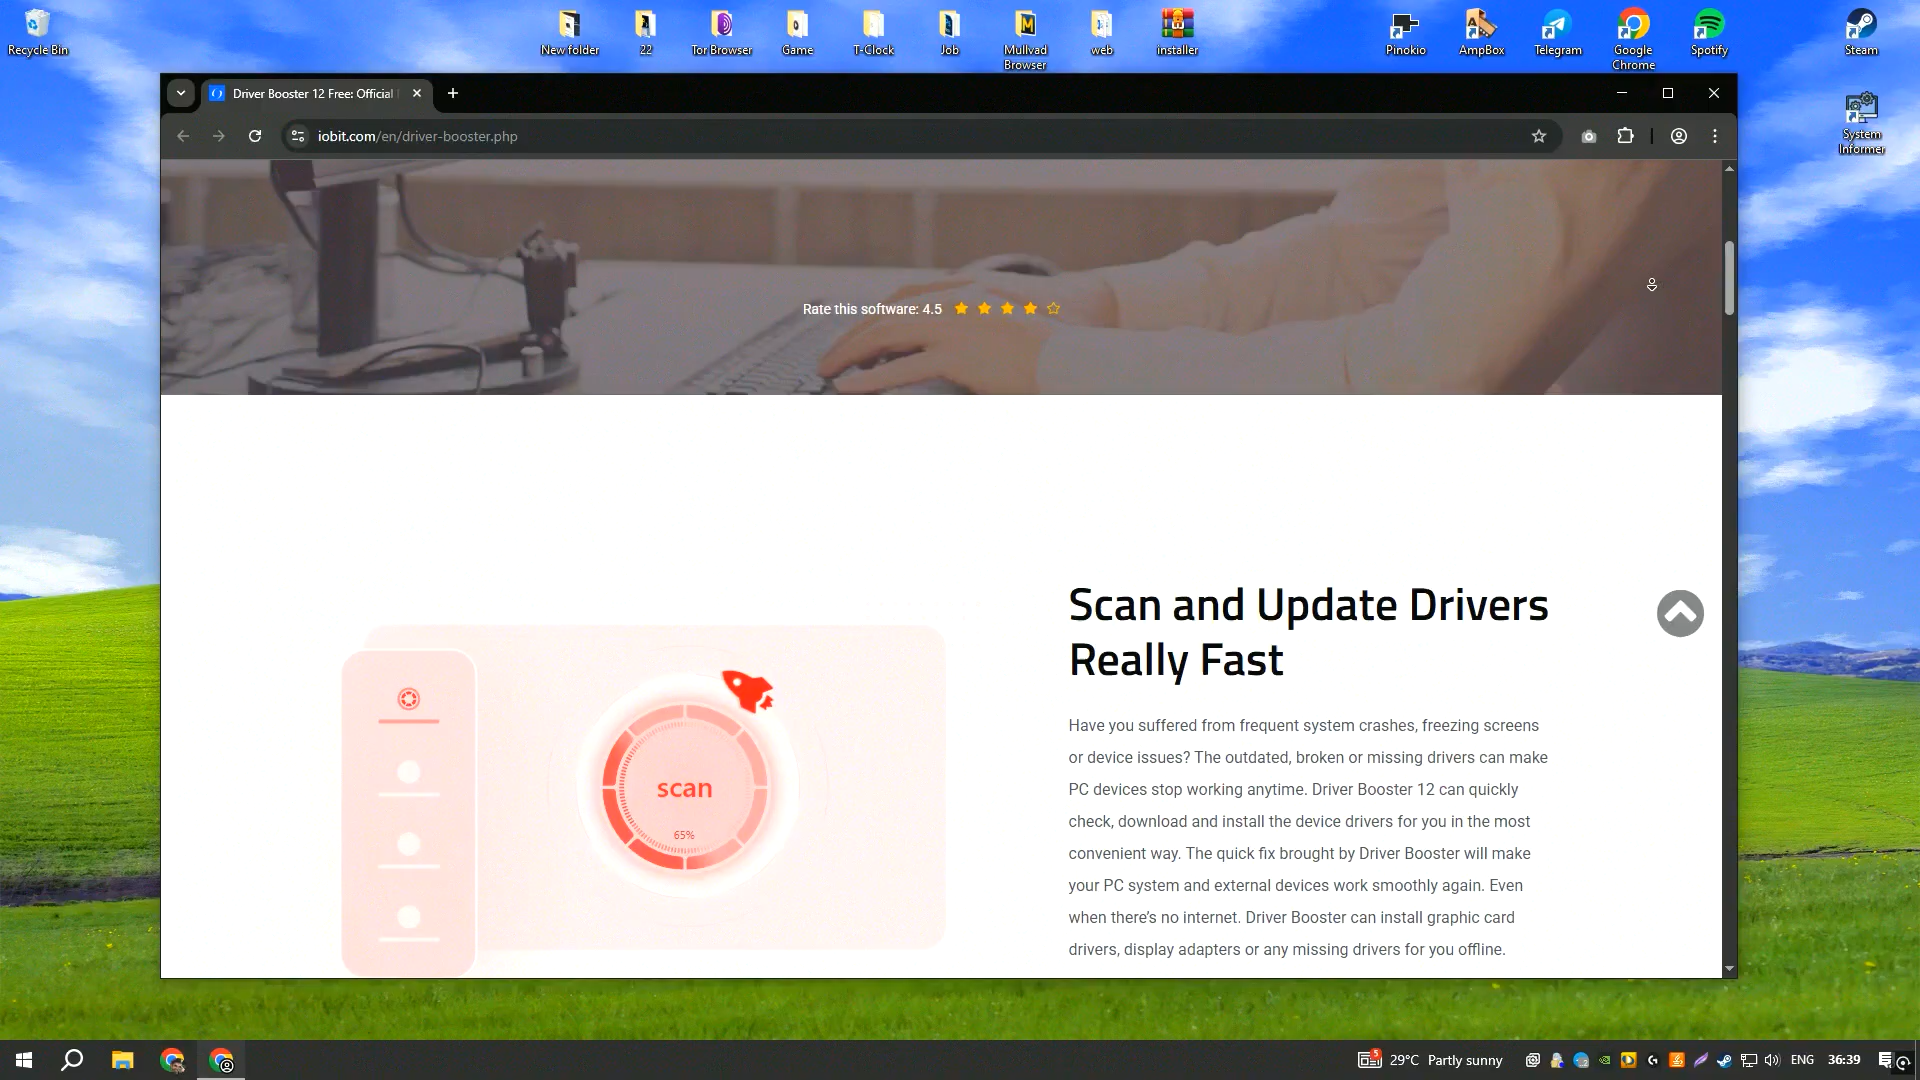 Recycle Bin
New folder
22
Tor Browser
Game
T-Clock
Job
Mullvad
Browser
web
installer
Pinokio
AmpBox
Telegram
Google
Chrome
Spotify
Steam
System
Informer
Driver Booster 12 Free: Official
iobit.com/en/driver-booster.php
Rate this software: 4.5
Scan and Update Drivers
Really Fast
scan
65%
Have you suffered from frequent system crashes, freezing screens
or device issues? The outdated, broken or missing drivers can make
PC devices stop working anytime. Driver Booster 12 can quickly
check, download and install the device drivers for you in the most
convenient way. The quick fix brought by Driver Booster will make
your PC system and external devices work smoothly again. Even
when there’s no internet. Driver Booster can install graphic card
drivers, display adapters or any missing drivers for you offline.
5
29°C Partly sunny
ENG
36:39